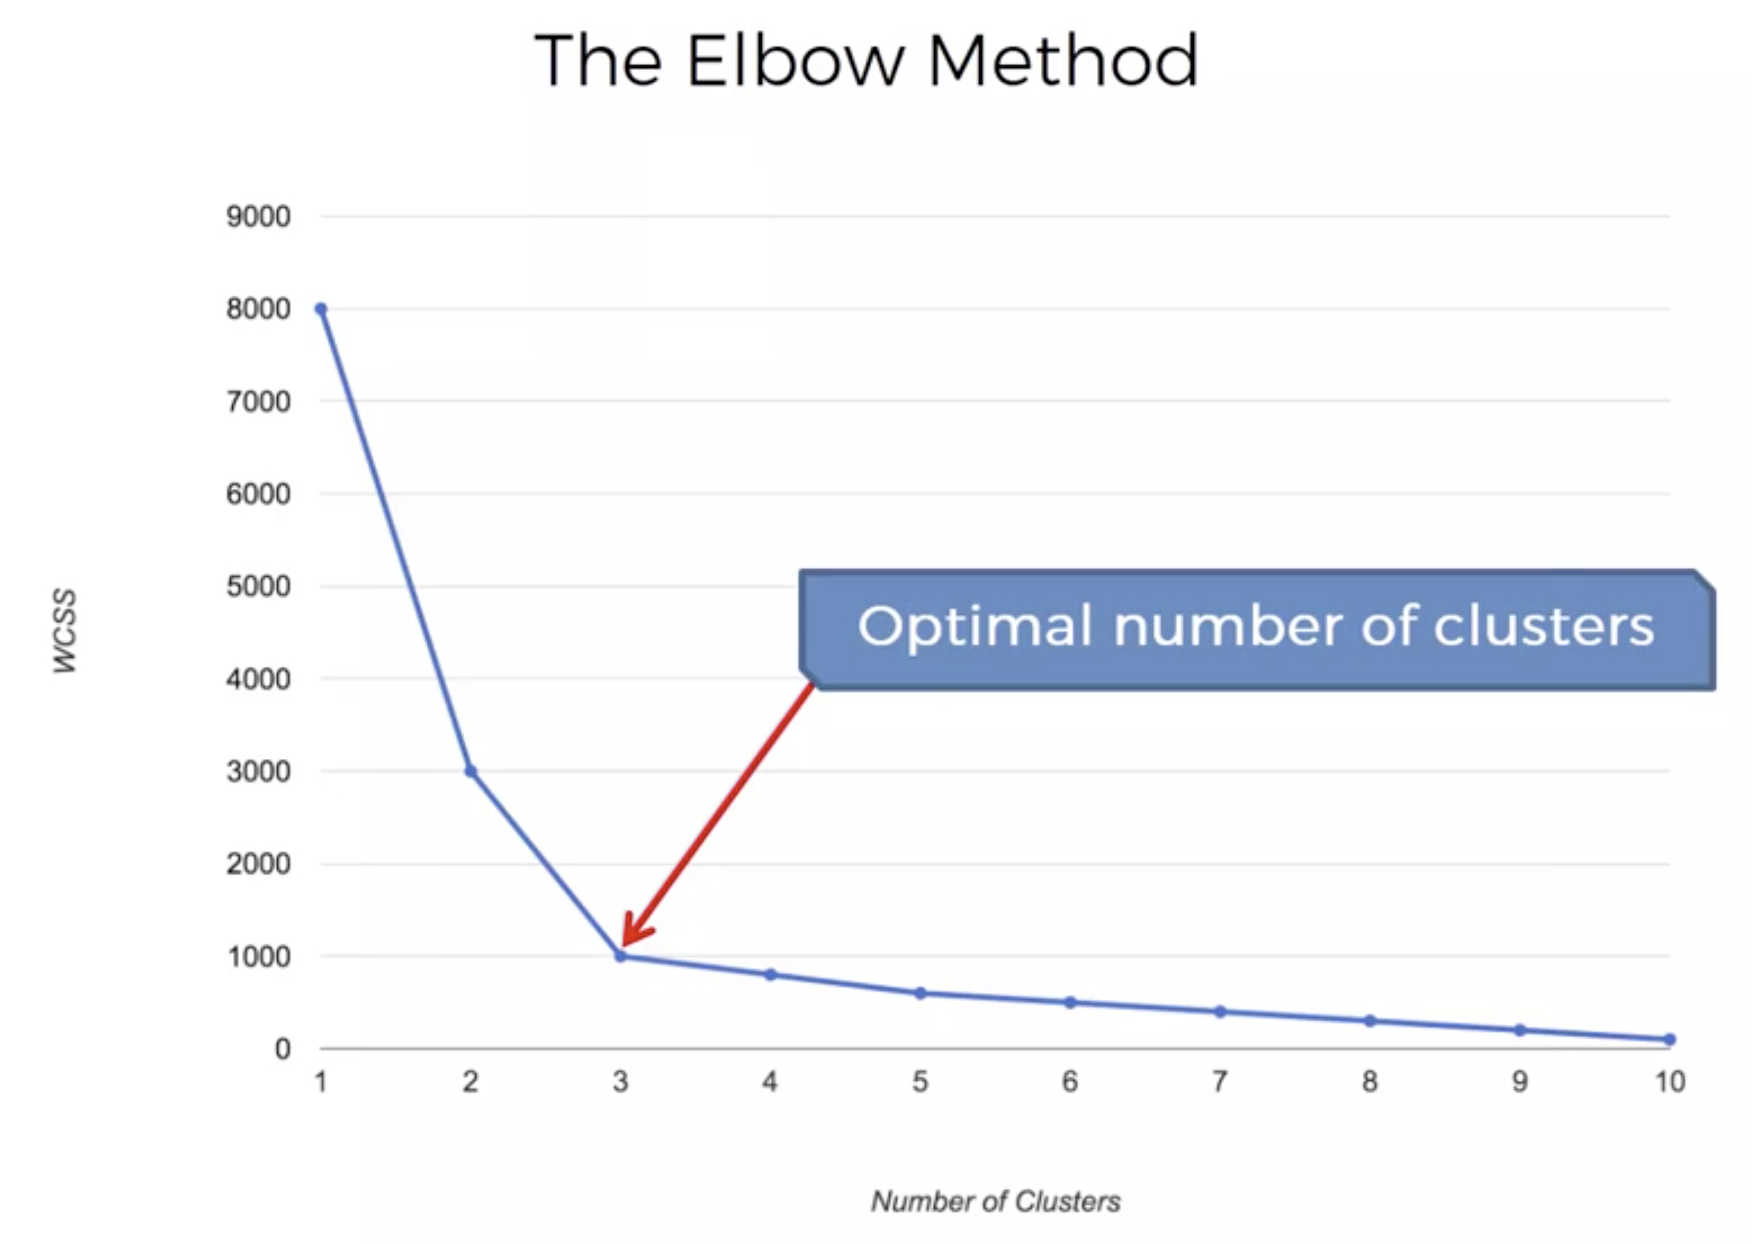 The Elbow Method
9000
8000
7000
6000
5000
4000
3000
2000
1000
0
WCSS
Optimal number of clusters
1 2 3 4 5 6 7 8 9 10
Number of Clusters